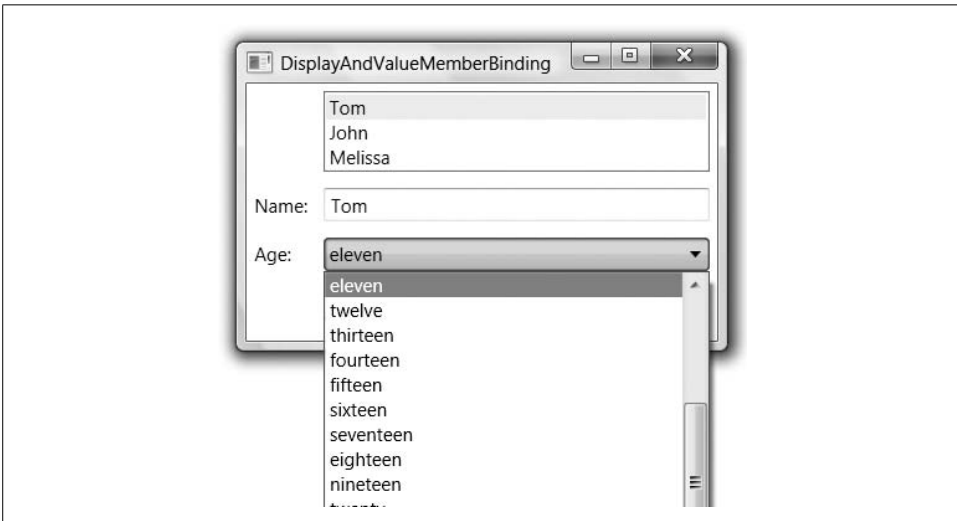 DisplayAndValueMemberBinding
Tom
John
Melissa
Name: Tom
Age: eleven
eleven
twelve
thirteen
fourteen
fifteen
sixteen
seventeen
eighteen
nineteen